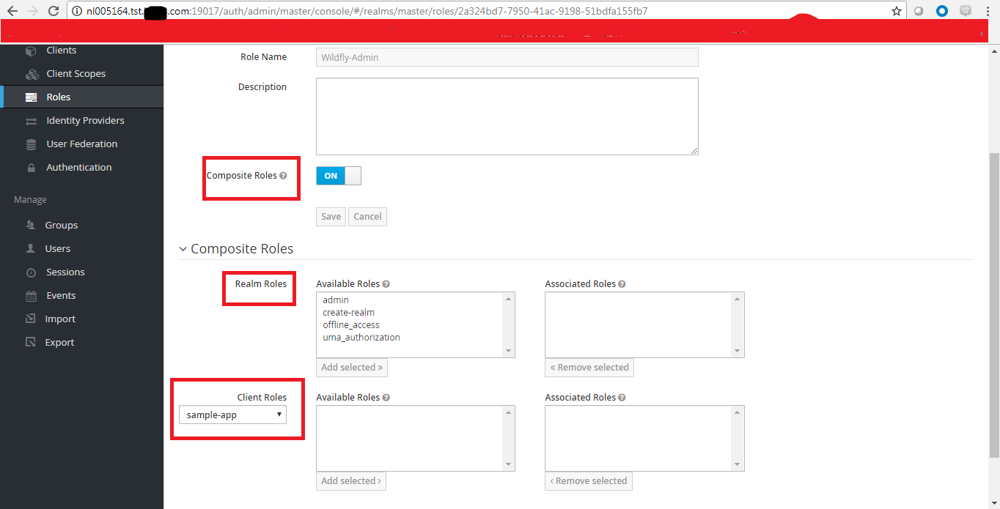 nl005164.tst.
.com:19017/auth/admin/master/console/#/realms/master/roles/2a324bd7-7950-41ac-9198-51bdfa155fb7
Clients
Client Scopes
Roles
Identity Providers
User Federation
Authentication
Manage
Groups
Users
Sessions
Events
Import
Export
Role Name
Wildfly-Admin
Description
Composite Roles
ON
Save
Cancel
Composite Roles
Realm Roles
Available Roles
admin
create-realm
offline_access
uma_authorization
Add selected »
Associated Roles
« Remove selected
Client Roles
sample-app
Available Roles
Add selected ›
Associated Roles
‹ Remove selected